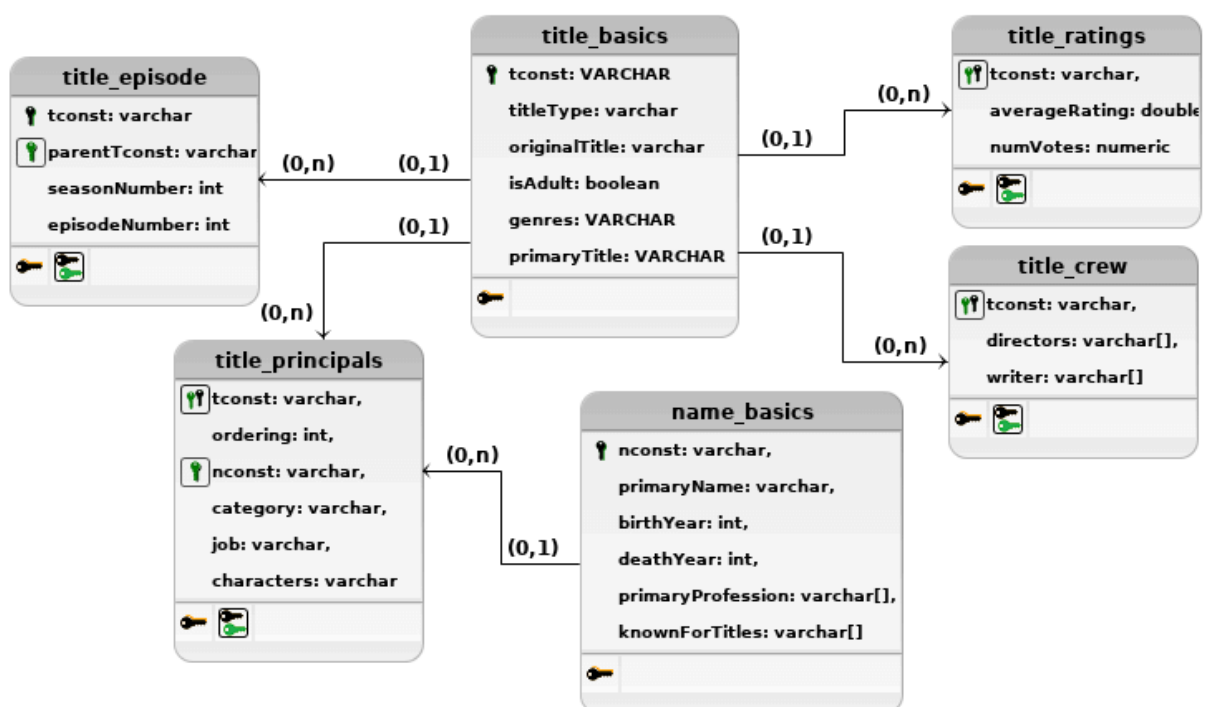 title_episode
tconst: varchar
parentTconst: varchar
seasonNumber: int
episodeNumber: int
(0,n)
(0,1)
title_basics
tconst: VARCHAR
titleType: varchar
originalTitle: varchar
isAdult: boolean
genres: VARCHAR
primaryTitle: VARCHAR
(0,1)
(0,n)
title_ratings
tconst: varchar,
averageRating: double
numVotes: numeric
(0,1)
(0,n)
title_crew
tconst: varchar,
directors: varchar[],
writer: varchar[]
(0,1)
(0,n)
title_principals
tconst: varchar,
ordering: int,
nconst: varchar,
category: varchar,
job: varchar,
characters: varchar
(0,n)
(0,1)
name_basics
nconst: varchar,
primaryName: varchar,
birthYear: int,
deathYear: int,
primaryProfession: varchar[],
knownForTitles: varchar[]